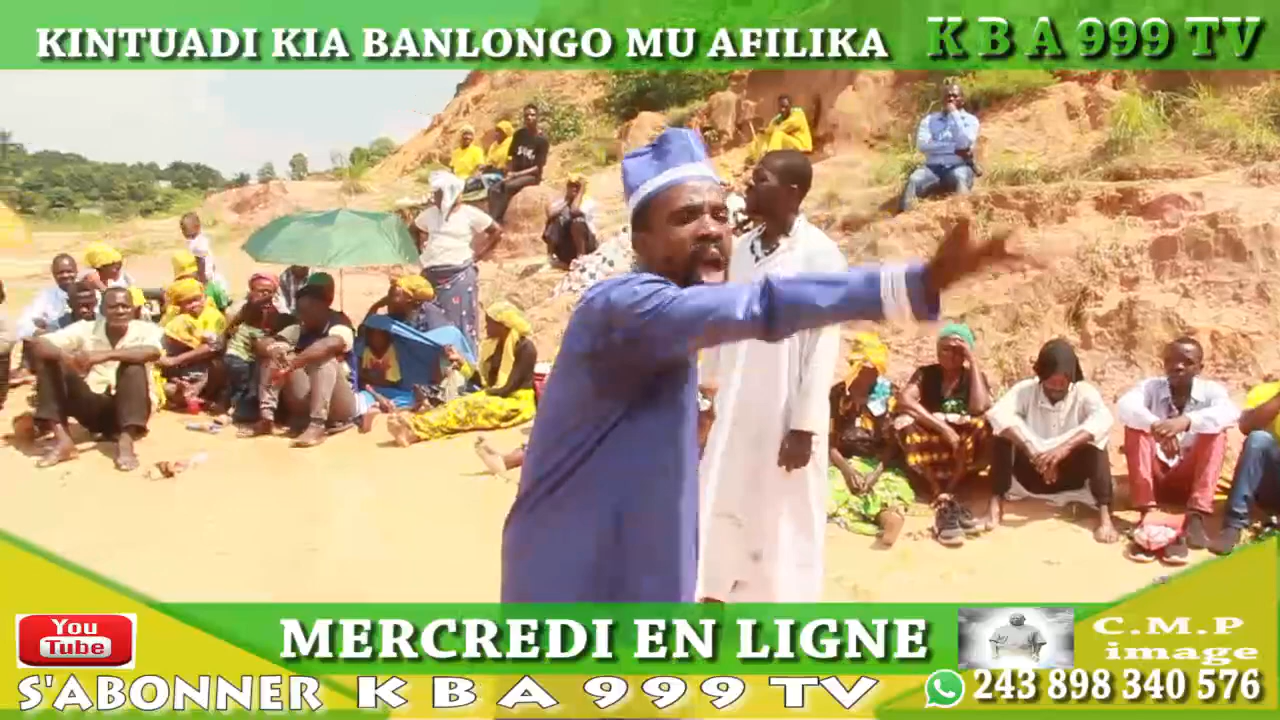 KINTUADI KIA BANLONGO MU AFILIKA
K B A 999 TV
You
Tube
MERCREDI EN LIGNE
C.M.P
image
S'ABONNER K B A 999 TV
243 898 340 576